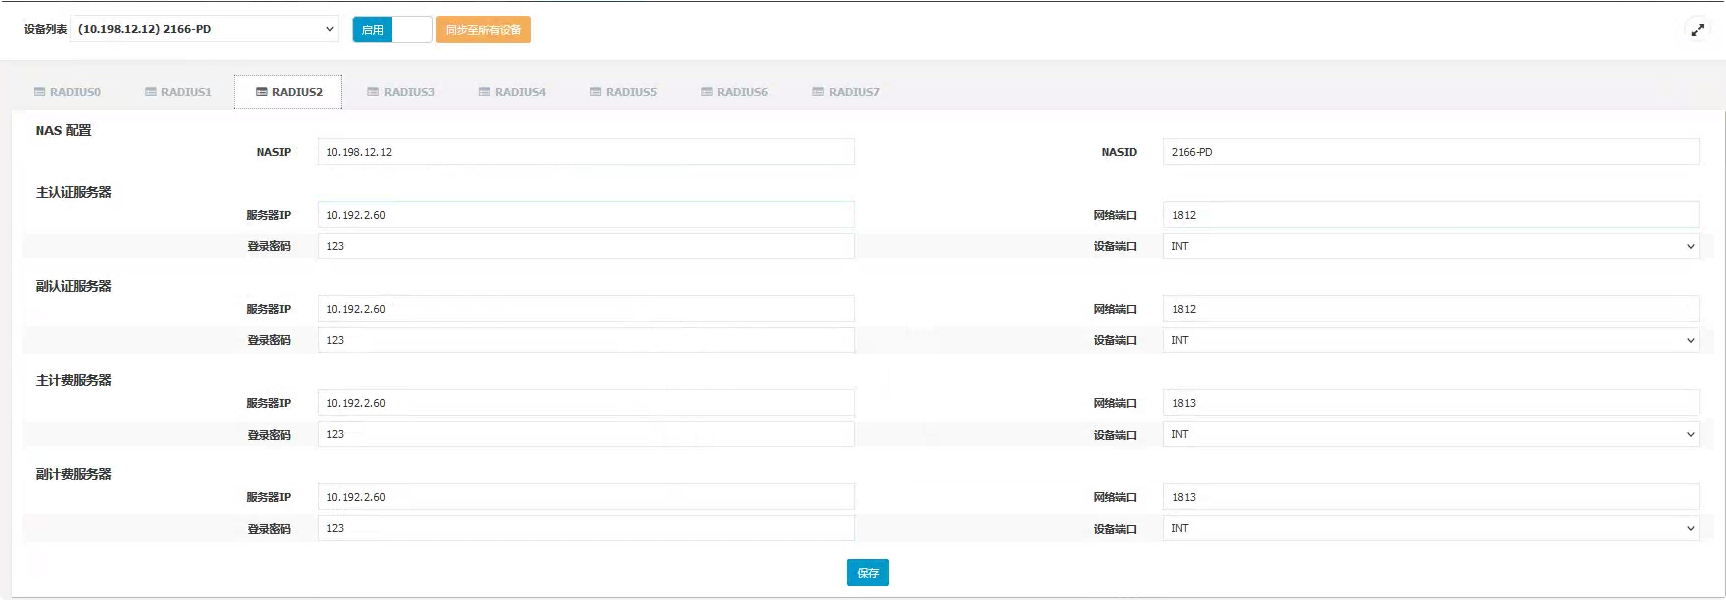 设备列表 (10.198.12.12) 2166-PD 启用 同步至所有设备
RADIUS0 RADIUS1 RADIUS2 RADIUS3 RADIUS4 RADIUS5 RADIUS6 RADIUS7
NAS 配置
NASIP 10.198.12.12 NASID 2166-PD
主认证服务器
服务器IP 10.192.2.60 网络端口 1812
登录密码 123 设备端口 INT
副认证服务器
服务器IP 10.192.2.60 网络端口 1812
登录密码 123 设备端口 INT
主计费服务器
服务器IP 10.192.2.60 网络端口 1813
登录密码 123 设备端口 INT
副计费服务器
服务器IP 10.192.2.60 网络端口 1813
登录密码 123 设备端口 INT
保存